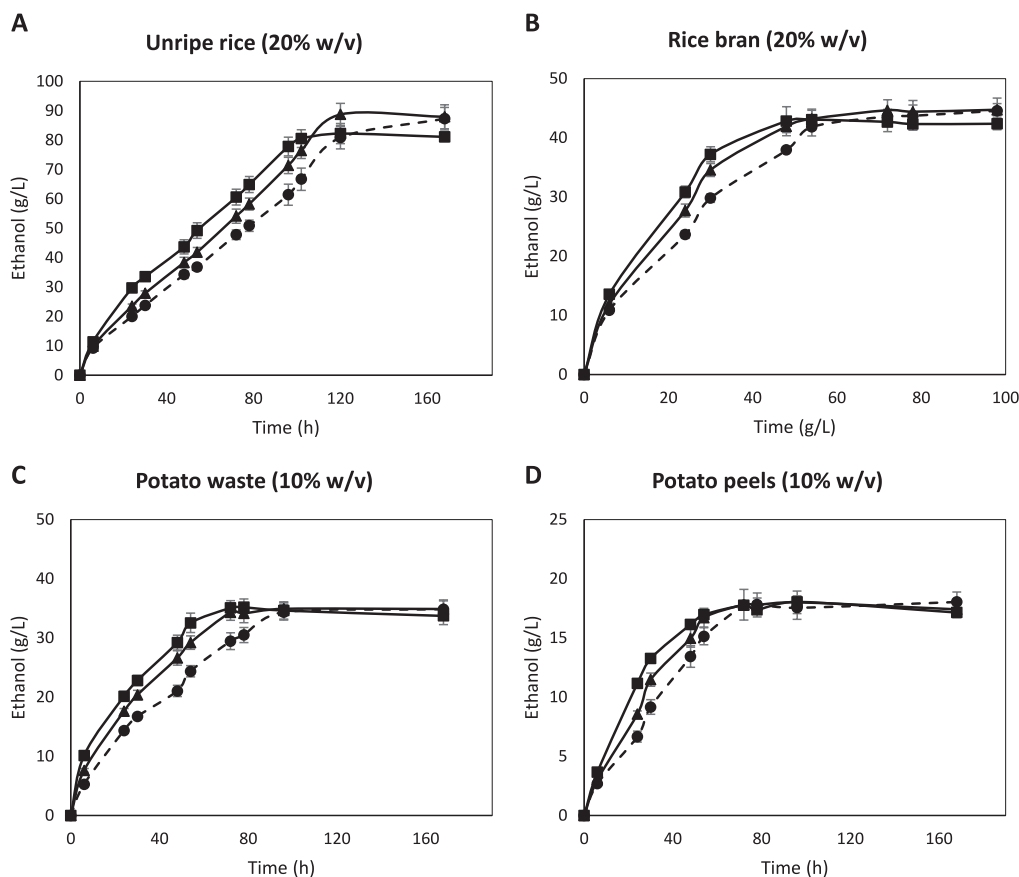 A
Unripe rice (20% w/v)
100
90
80
70
60
50
40
30
20
10
0
Ethanol (g/L)
0 40 80 120 160
Time (h)
B
Rice bran (20% w/v)
50
40
30
20
10
0
Ethanol (g/L)
0 20 40 60 80 100
Time (g/L)
C
Potato waste (10% w/v)
50
40
30
20
10
0
Ethanol (g/L)
0 40 80 120 160
Time (h)
D
Potato peels (10% w/v)
25
20
15
10
5
0
Ethanol (g/L)
0 40 80 120 160
Time (h)